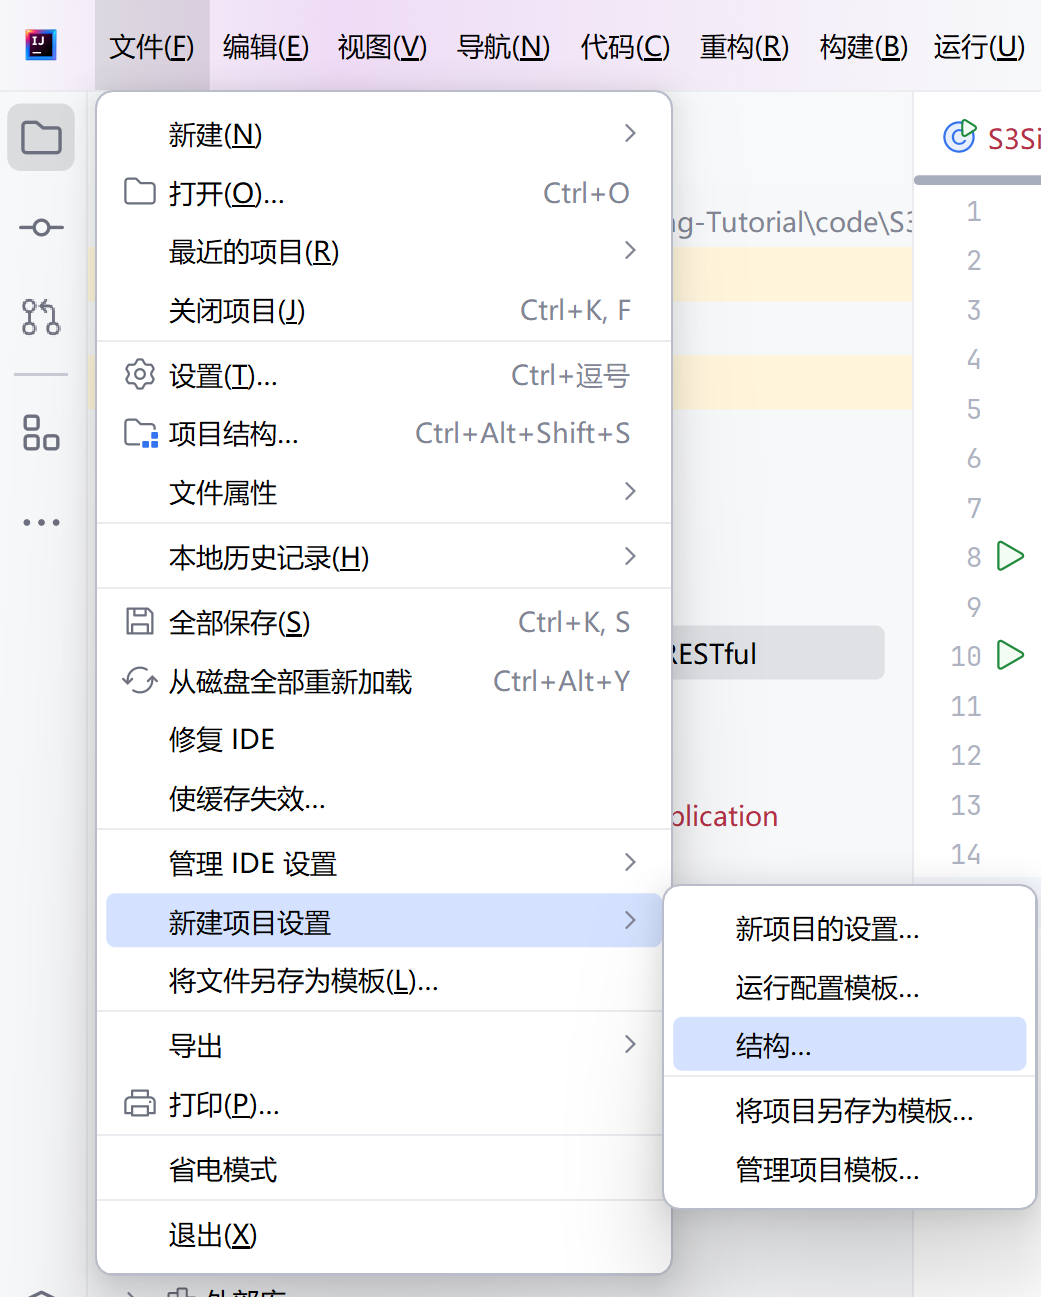 IJ
文件(F) 编辑(E) 视图(V) 导航(N) 代码(C) 重构(R) 构建(B) 运行(U)
新建(N)
打开(O)... Ctrl+O
最近的项目(R)
关闭项目(J) Ctrl+K, F
设置(T)... Ctrl+逗号
项目结构... Ctrl+Alt+Shift+S
文件属性
本地历史记录(H)
全部保存(S) Ctrl+K, S
从磁盘全部重新加载 Ctrl+Alt+Y
修复 IDE
使缓存失效...
管理 IDE 设置
新建项目设置
将文件另存为模板(L)...
导出
打印(P)...
省电模式
退出(X)
新项目的设置...
运行配置模板...
结构...
将项目另存为模板...
管理项目模板...
ng-Tutorial\code\S3
RESTful
plication
外部库
C S3Si
1
2
3
4
5
6
7
8
9
10
11
12
13
14